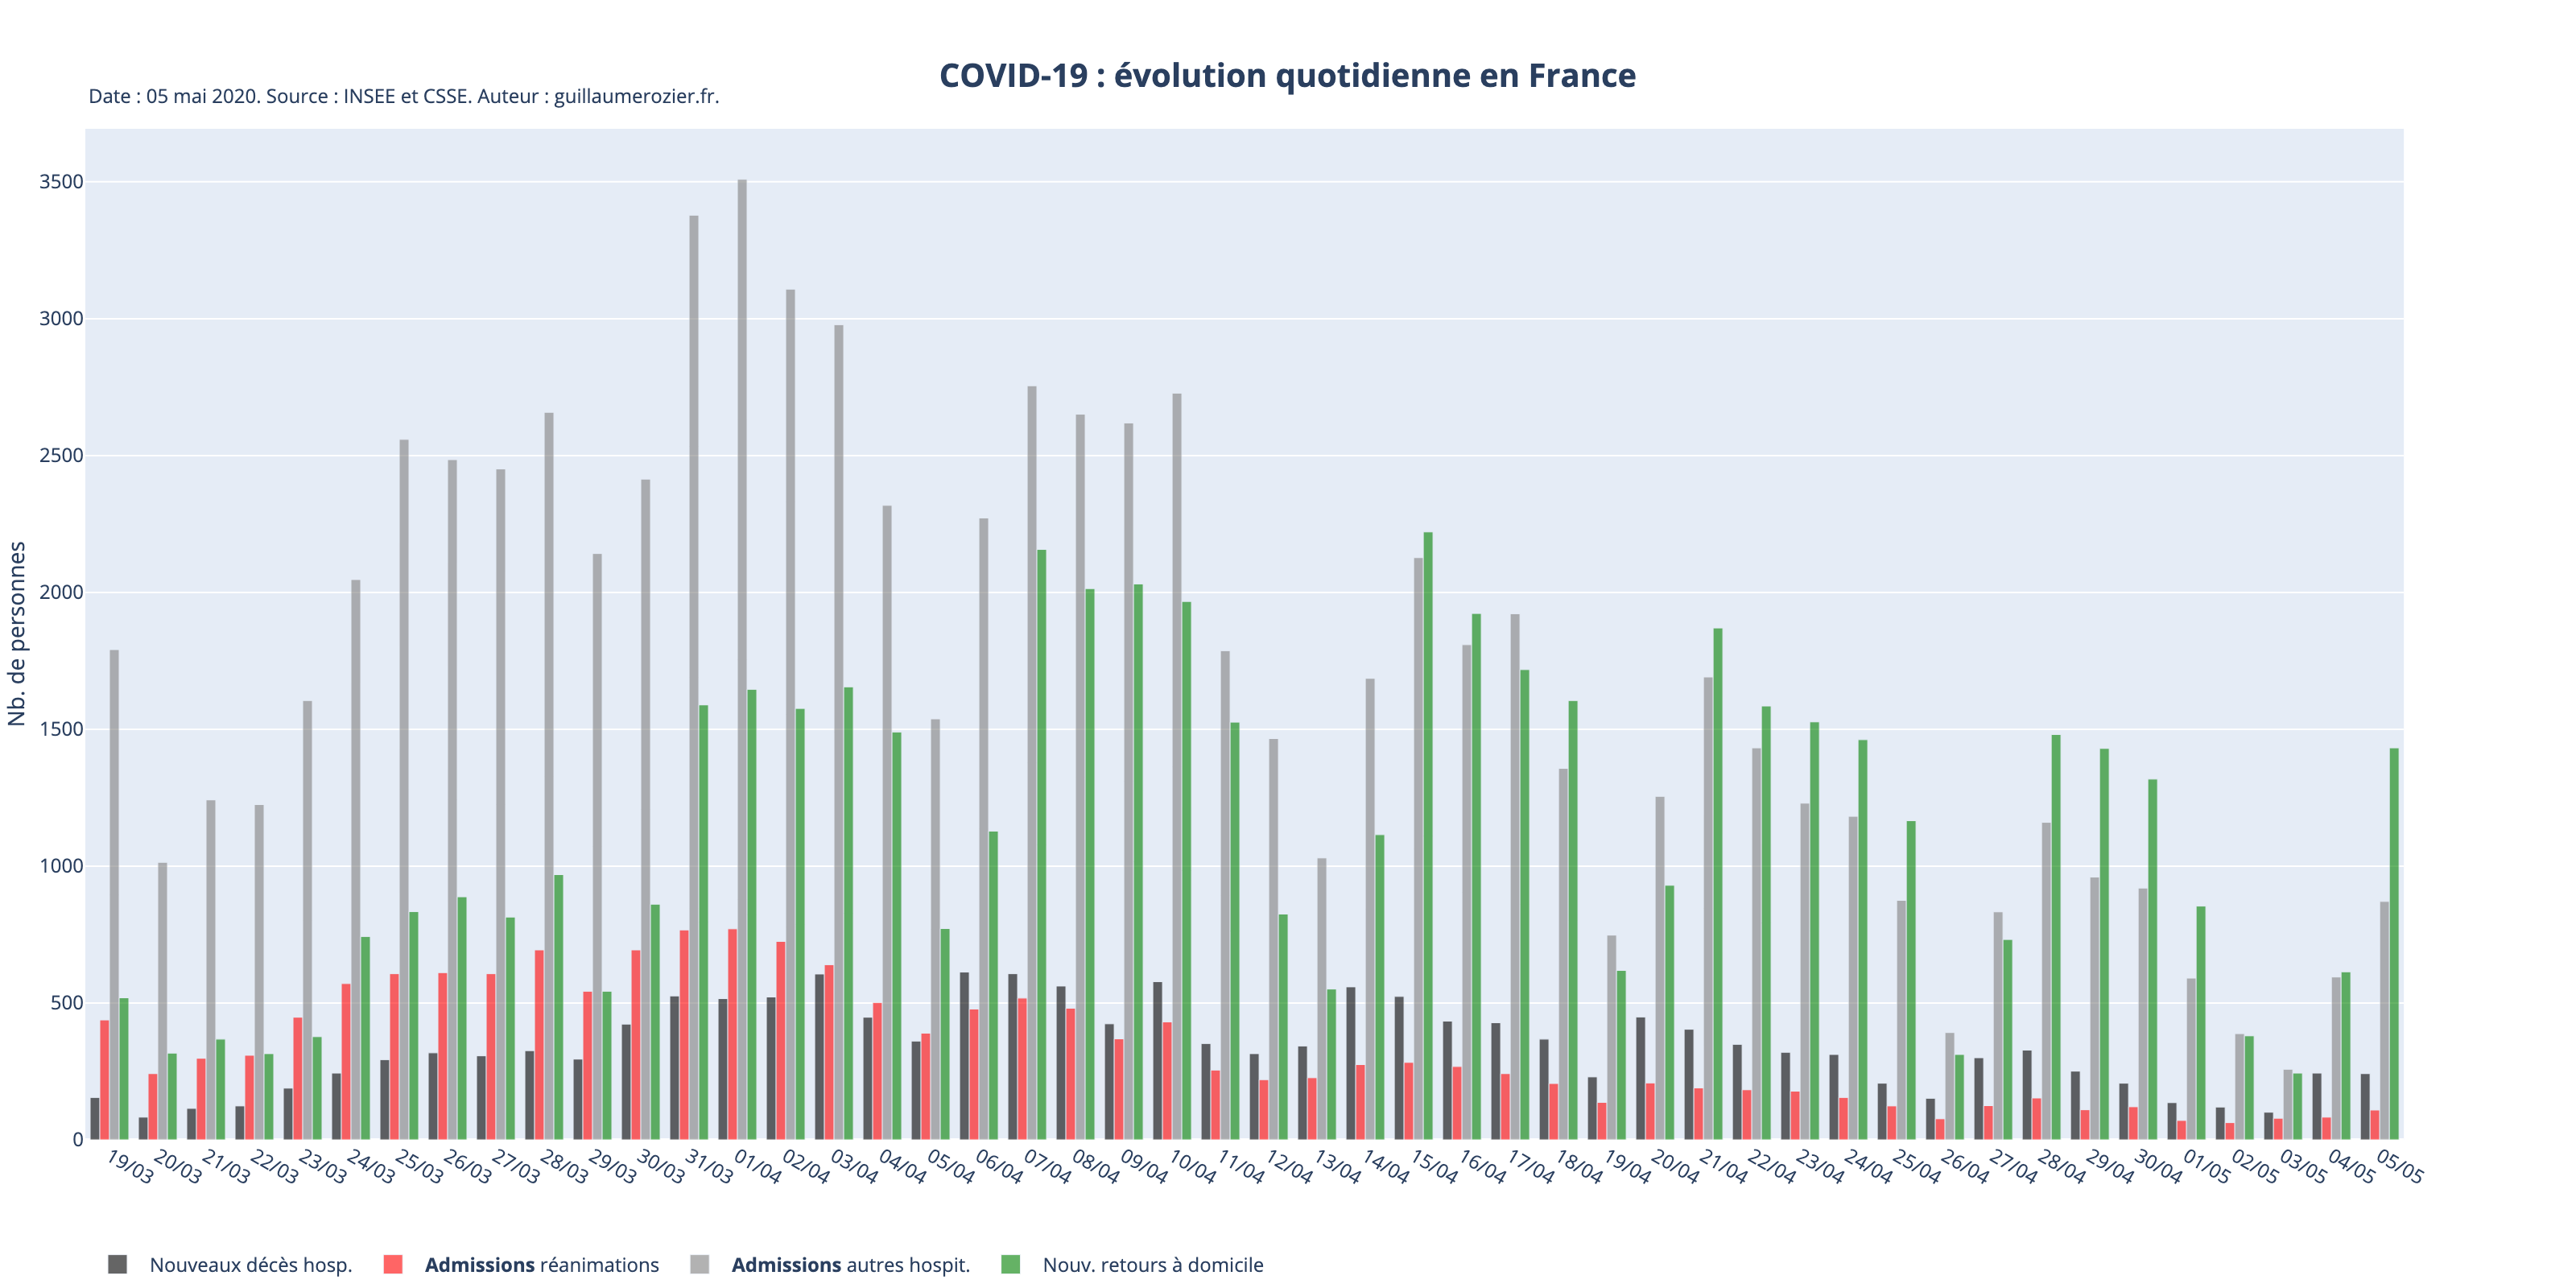 COVID-19 : évolution quotidienne en France
Date : 05 mai 2020. Source : INSEE et CSSE. Auteur : guillaumerozier.fr.
3500
3000
2500
2000
1500
1000
500
0
Nb. de personnes
19/03 20/03 21/03 22/03 23/03 24/03 25/03 26/03 27/03 28/03 29/03 30/03 31/03 01/04 02/04 03/04 04/04 05/04 06/04 07/04 08/04 09/04 10/04 11/04 12/04 13/04 14/04 15/04 16/04 17/04 18/04 19/04 20/04 21/04 22/04 23/04 24/04 25/04 26/04 27/04 28/04 29/04 30/04 01/05 02/05 03/05 04/05 05/05
Nouveaux décès hosp. Admissions réanimations Admissions autres hospit. Nouv. retours à domicile